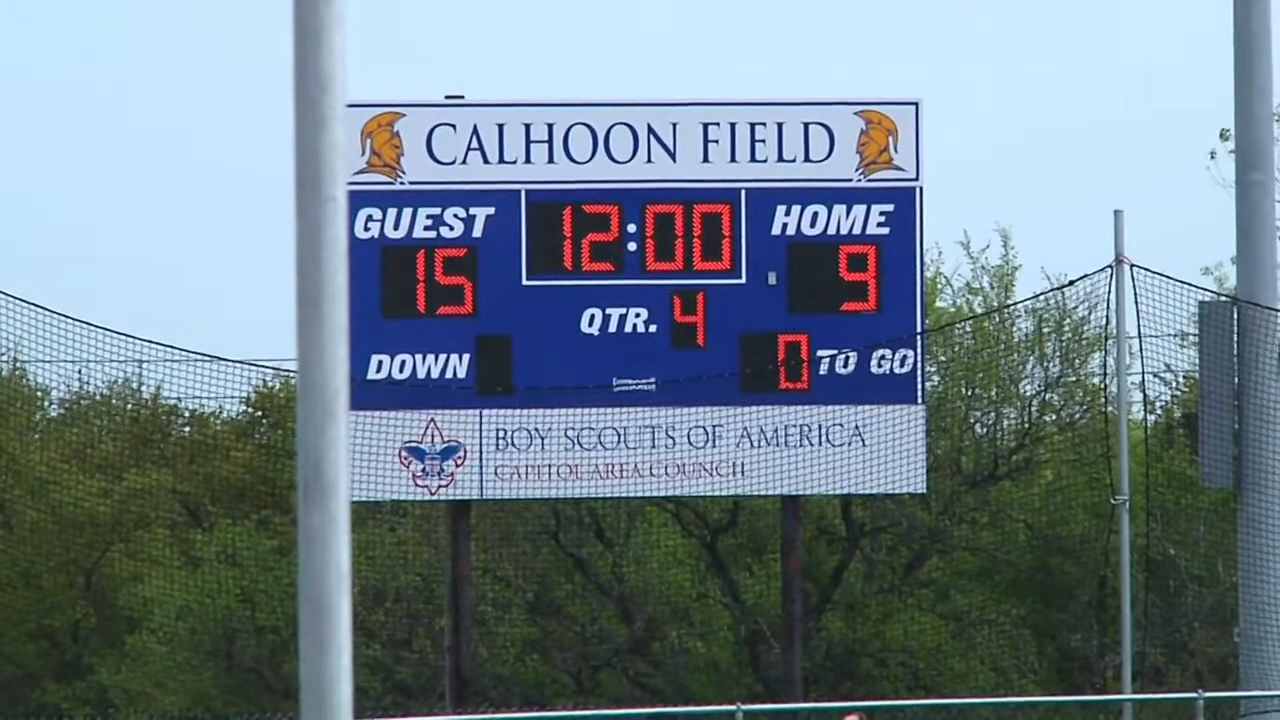 CALHOON FIELD
GUEST 12:00 HOME
15 9
QTR. 4
DOWN 0 TO GO
BOY SCOUTS OF AMERICA
CAPITOL AREA COUNCIL